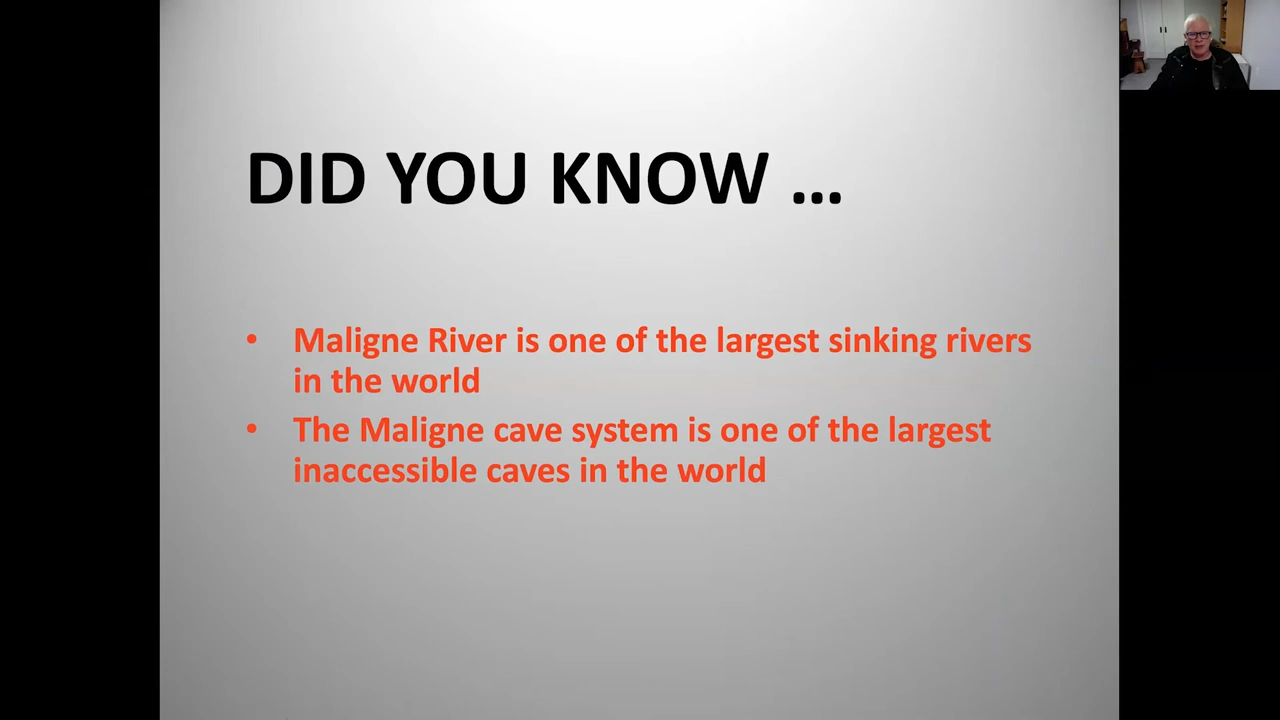 DID YOU KNOW ...
• Maligne River is one of the largest sinking rivers
in the world
• The Maligne cave system is one of the largest
inaccessible caves in the world